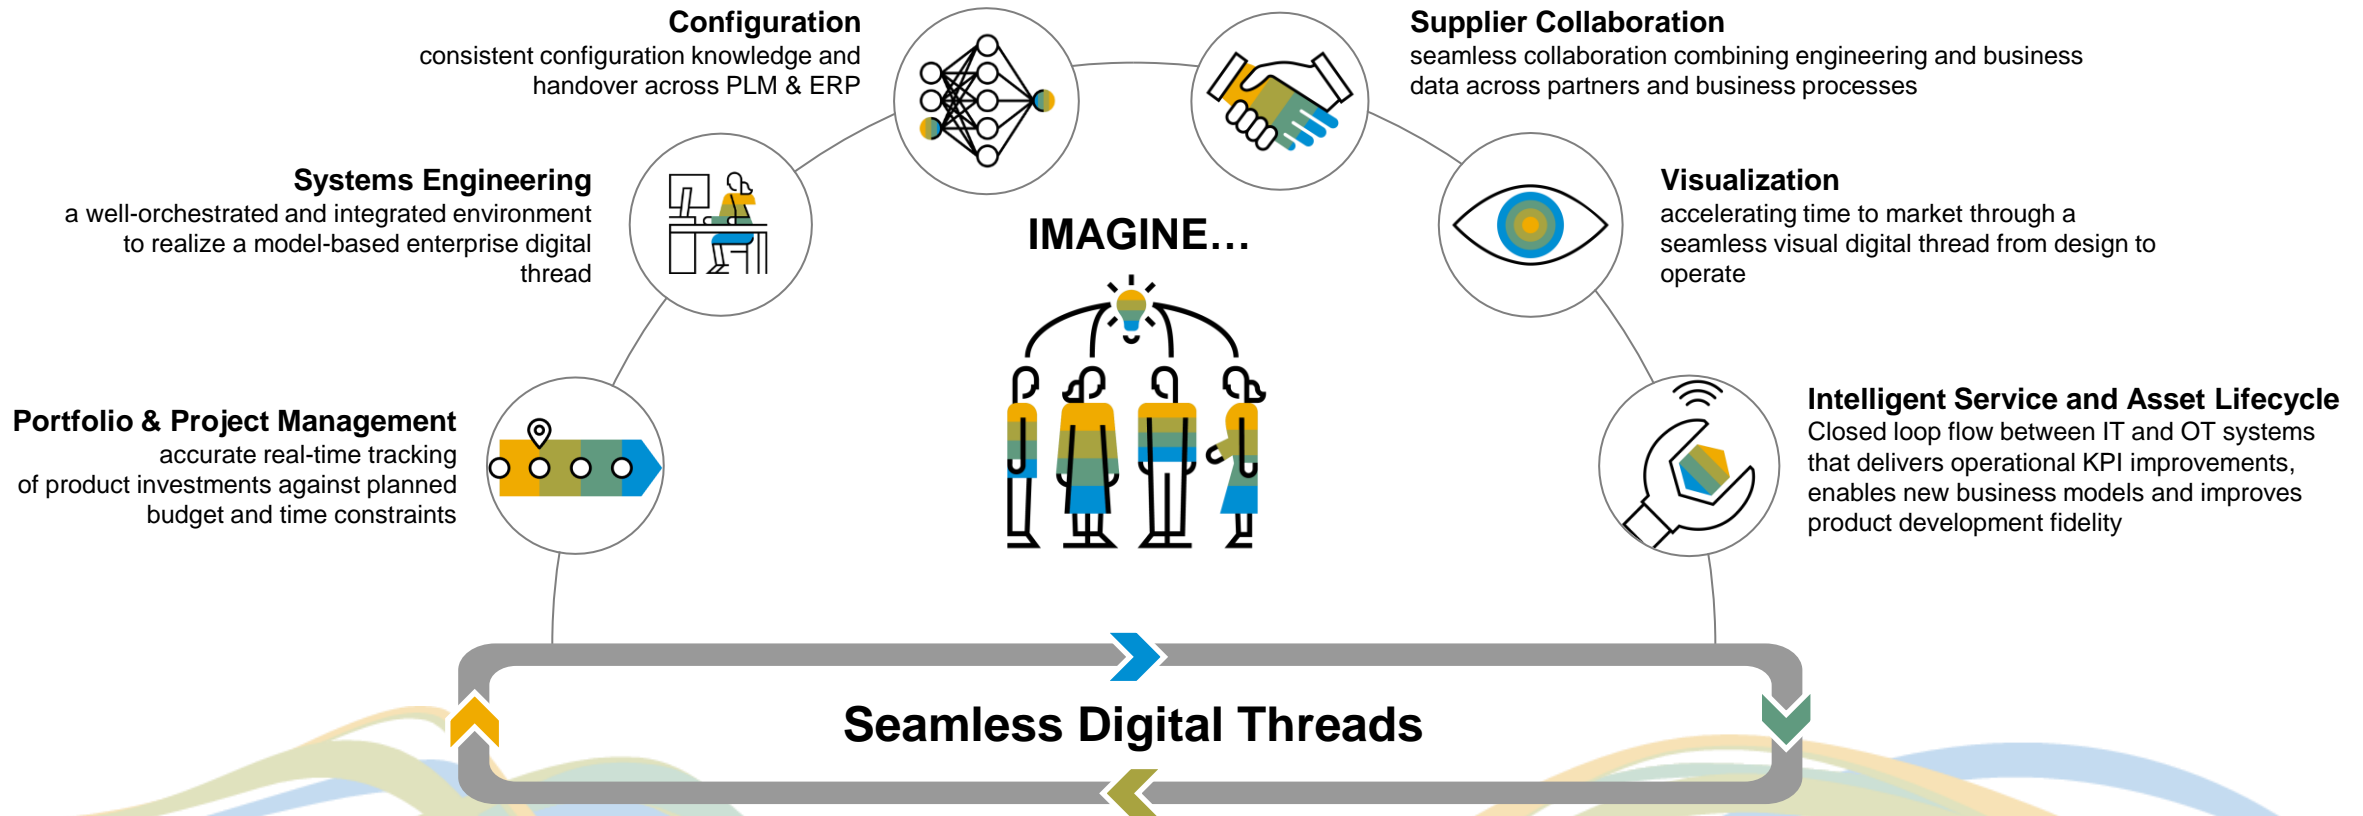 Configuration
consistent configuration knowledge and
handover across PLM & ERP
Supplier Collaboration
seamless collaboration combining engineering and business
data across partners and business processes
Systems Engineering
a well-orchestrated and integrated environment
to realize a model-based enterprise digital
thread
Visualization
accelerating time to market through a
seamless visual digital thread from design to
operate
IMAGINE…
Portfolio & Project Management
accurate real-time tracking
of product investments against planned
budget and time constraints
Intelligent Service and Asset Lifecycle
Closed loop flow between IT and OT systems
that delivers operational KPI improvements,
enables new business models and improves
product development fidelity
Seamless Digital Threads